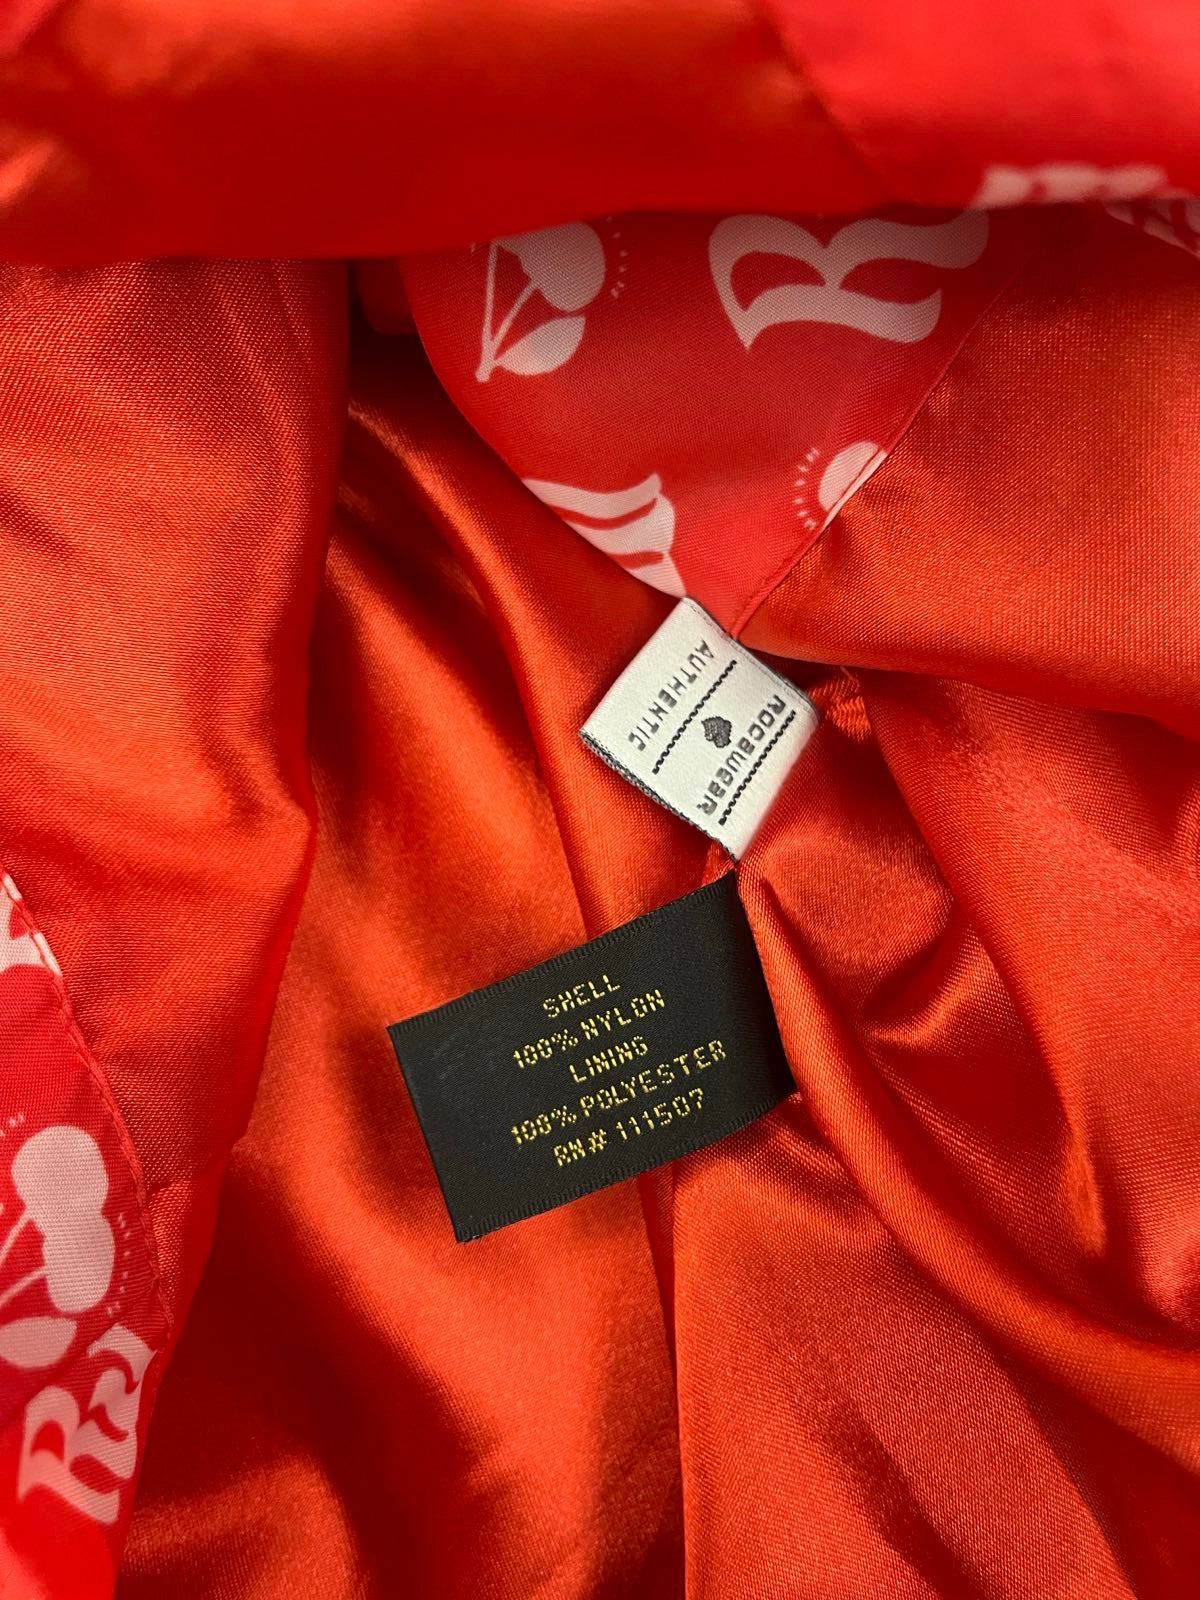 R
AUTHENTIC
ROCAWEAR
SHELL
100% NYLON
LINING
100% POLYESTER
RN# 111507
R